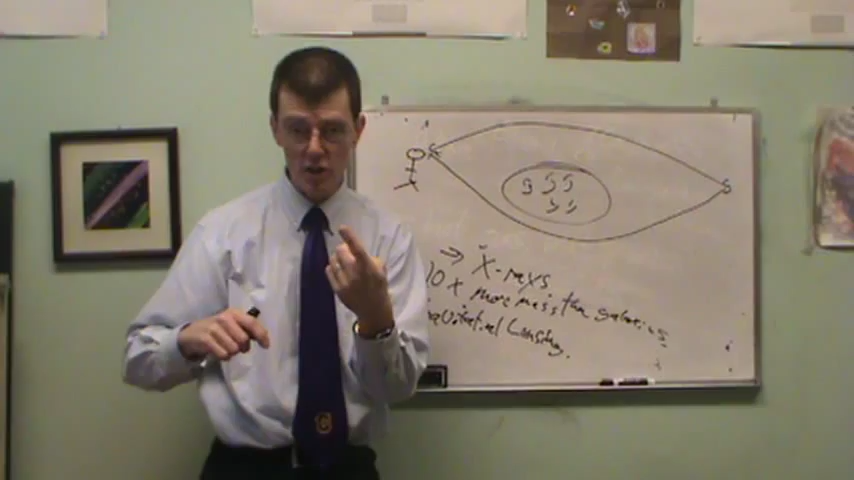 ⇒ X-rays
10 x more mass than galaxies
Lensing.